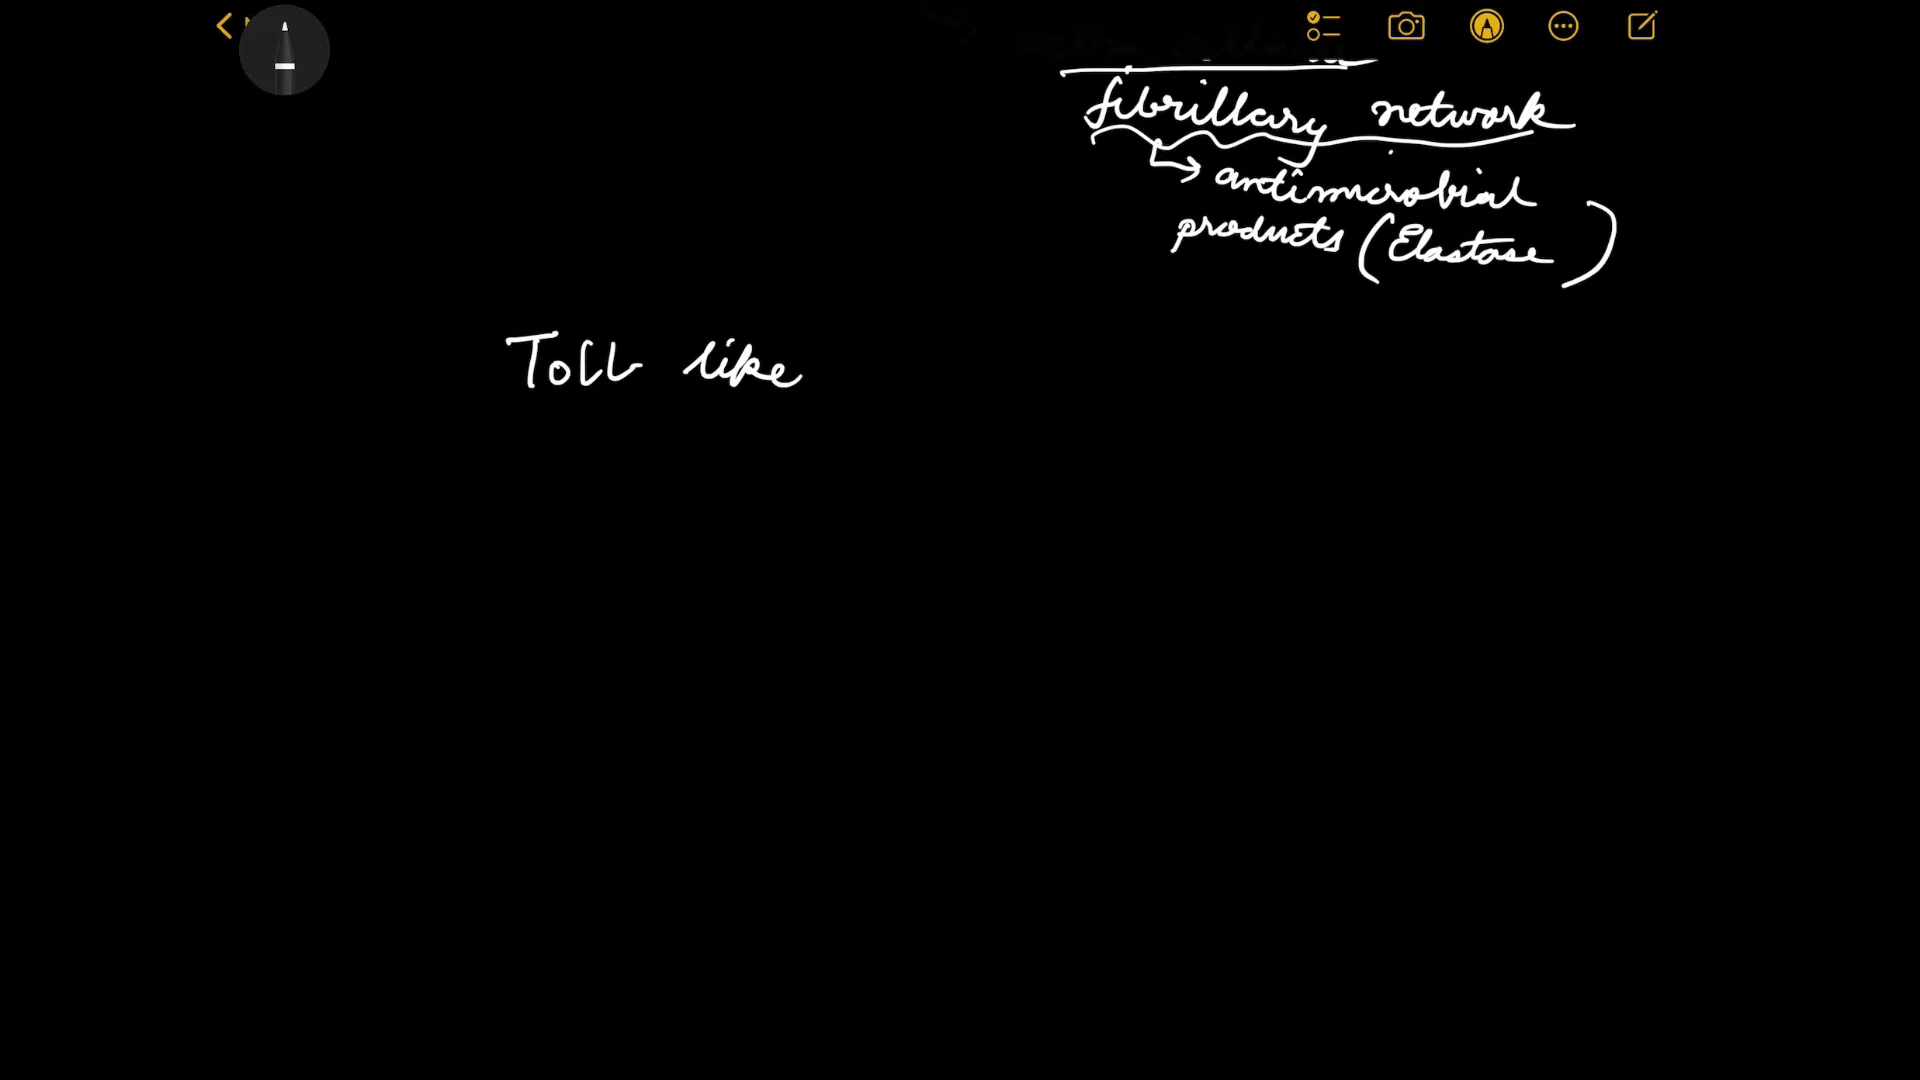 fibrillary network
antimicrobial
products (Elastase)
Toll like